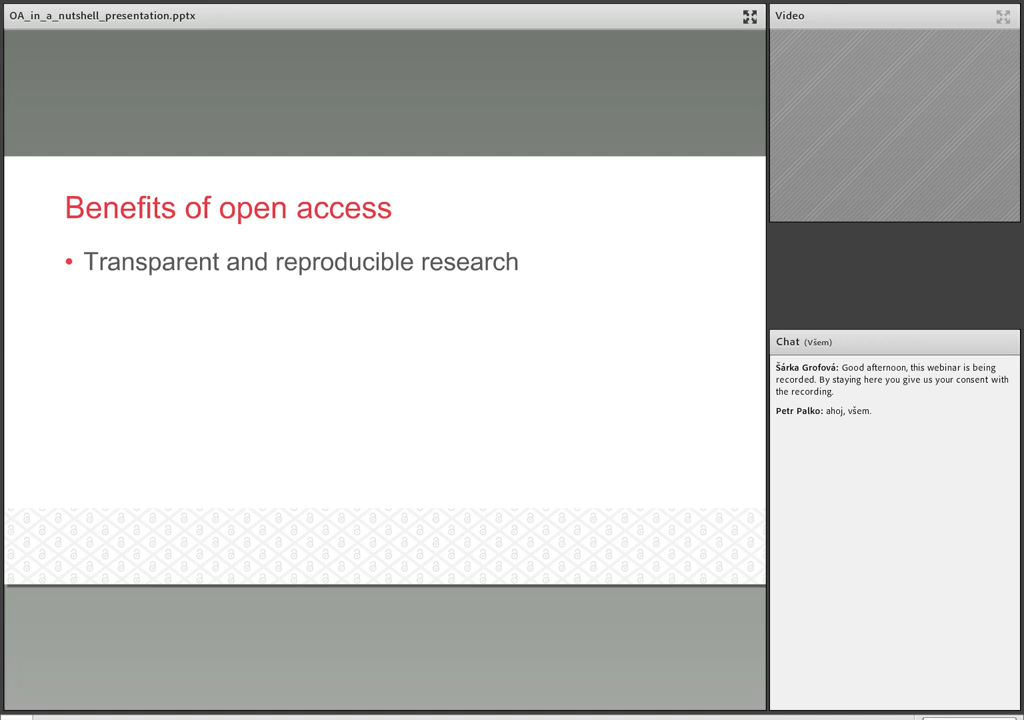 OA_in_a_nutshell_presentation.pptx
Benefits of open access
• Transparent and reproducible research
Video
Chat (Všem)
Šárka Grofová: Good afternoon, this webinar is being
recorded. By staying here you give us your consent with
the recording.
Petr Palko: ahoj, všem.